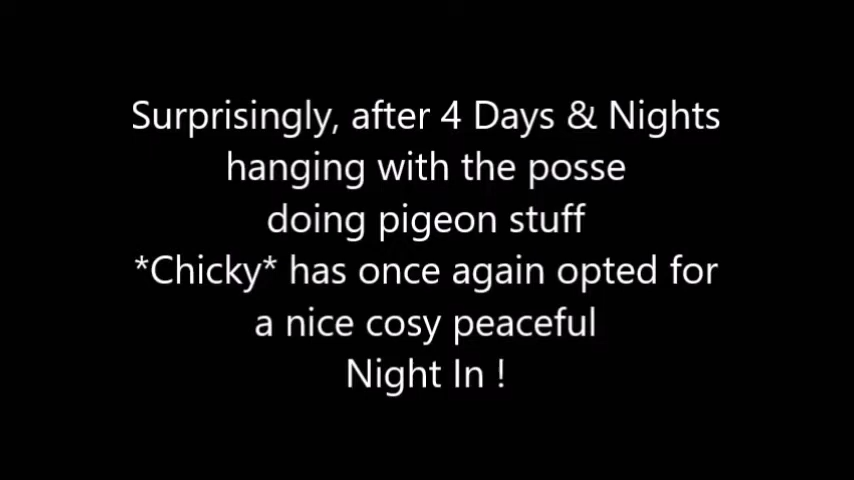 Surprisingly, after 4 Days & Nights
hanging with the posse
doing pigeon stuff
*Chicky* has once again opted for
a nice cosy peaceful
Night In !